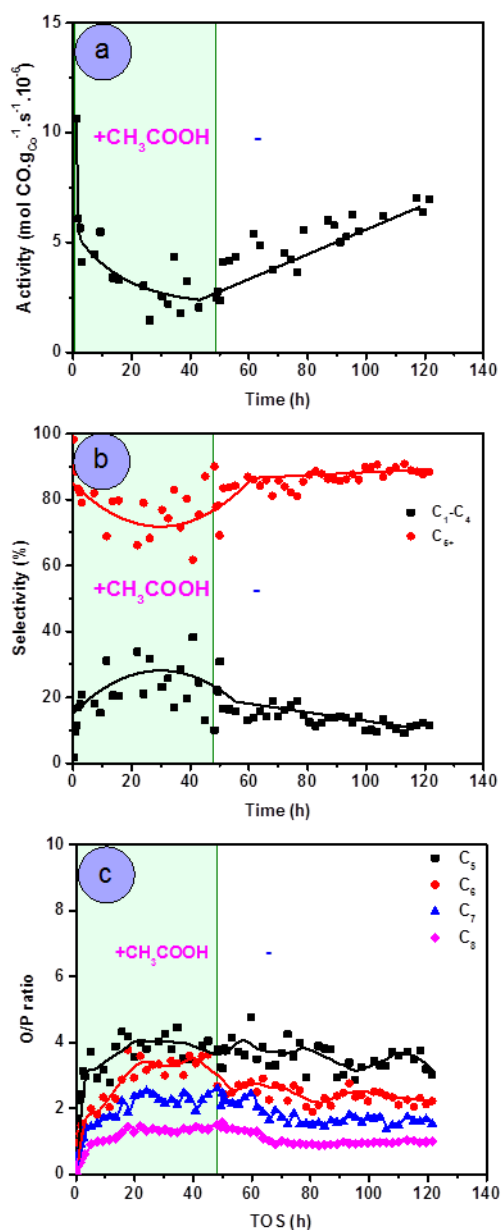 a
15
10
5
0
Activity (mol CO.g_Co^-1.s^-1.10^-6)
+CH₃COOH
-
0 20 40 60 80 100 120 140
Time (h)
b
100
80
60
40
20
0
Selectivity (%)
C₁-C₄
C₅₊
+CH₃COOH
-
0 20 40 60 80 100 120 140
Time (h)
c
10
8
6
4
2
0
O/P ratio
C₅
C₆
C₇
C₈
+CH₃COOH
-
0 20 40 60 80 100 120 140
TOS (h)